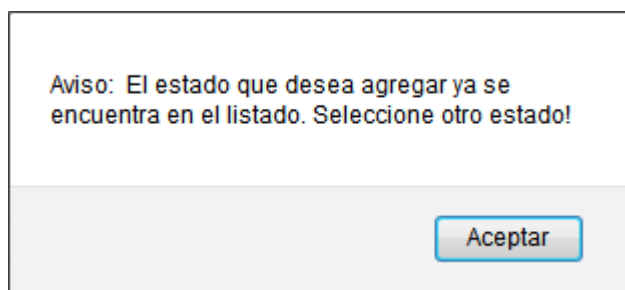 Aviso:  El estado que desea agregar ya se
encuentra en el listado. Seleccione otro estado!
Aceptar